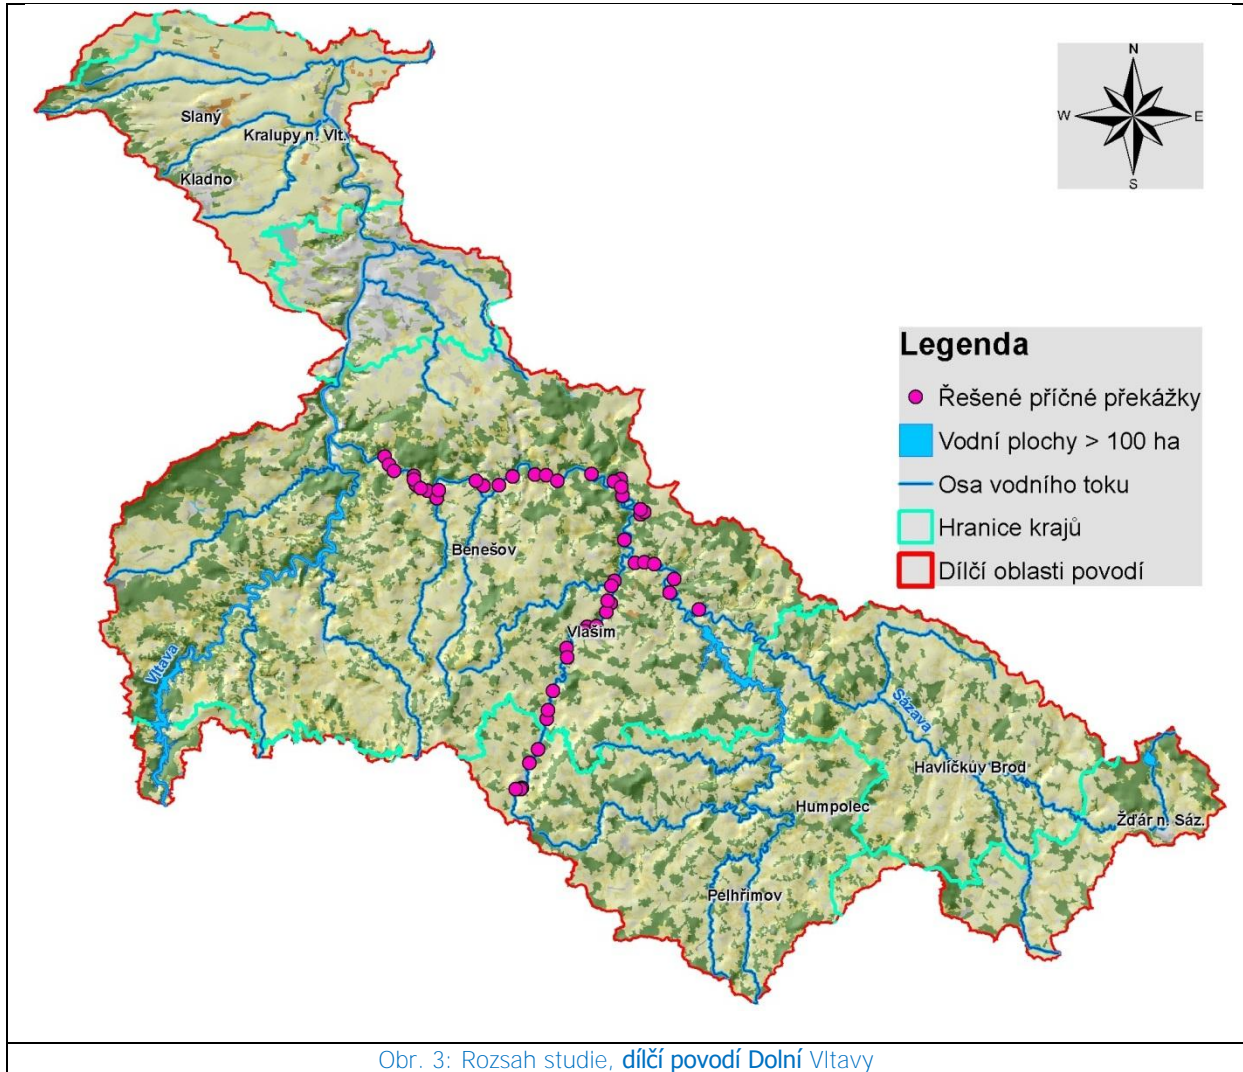 N
W E
S
Slaný
Kralupy n. Vlt.
Kladno
Legenda
Řešené příčné překážky
Vodní plochy > 100 ha
Osa vodního toku
Hranice krajů
Dílčí oblasti povodí
Benešov
Vlašim
Vltava
Sázava
Havlíčkův Brod
Humpolec
Žďár n. Sáz.
Pelhřimov
Obr. 3: Rozsah studie, dílčí povodí Dolní Vltavy